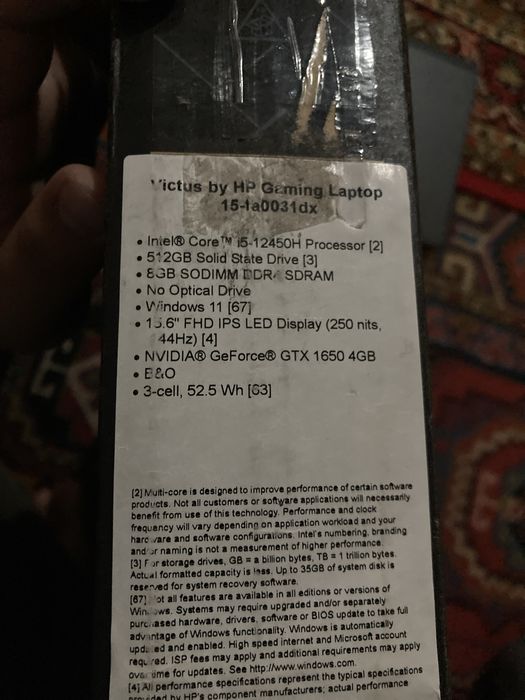 ictus by HP Gaming Laptop
15-fa0031dx
• Intel® Core™ i5-12450H Processor [2]
• 512GB Solid State Drive [3]
• 8GB SODIMM DDR4 SDRAM
• No Optical Drive
• Windows 11 [67]
• 15.6" FHD IPS LED Display (250 nits,
44Hz) [4]
• NVIDIA® GeForce® GTX 1650 4GB
• B&O
• 3-cell, 52.5 Wh [63]
[2] Multi-core is designed to improve performance of certain software
products. Not all customers or software applications will necessarily
benefit from use of this technology. Performance and clock
frequency will vary depending on application workload and your
hardware and software configurations. Intel's numbering, branding
and/or naming is not a measurement of higher performance.
[3] For storage drives, GB = a billion bytes, TB = 1 trillion bytes.
Actual formatted capacity is less. Up to 35GB of system disk is
reserved for system recovery software.
[67] Not all features are available in all editions or versions of
Windows. Systems may require upgraded and/or separately
purchased hardware, drivers, software or BIOS update to take full
advantage of Windows functionality. Windows is automatically
updated and enabled. High speed internet and Microsoft account
required. ISP fees may apply and additional requirements may apply
over time for updates. See http://www.windows.com.
[4] All performance specifications represent the typical specifications
provided by HP's component manufacturers; actual performance